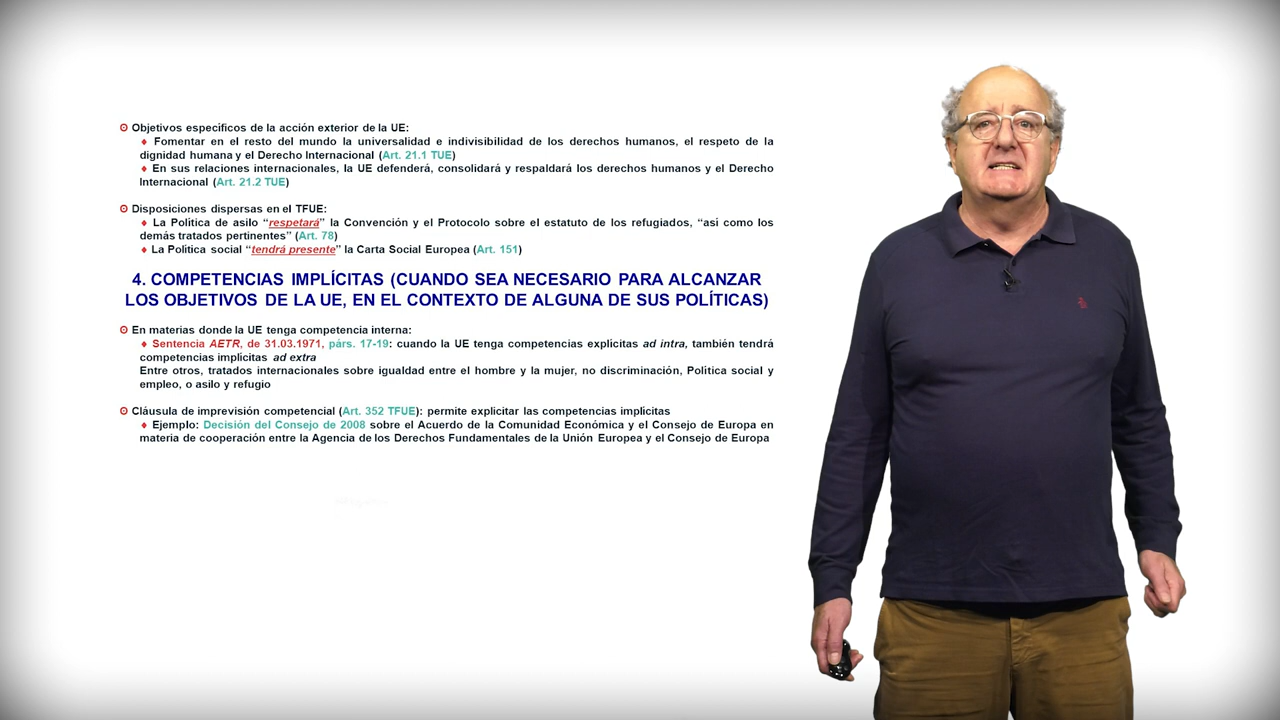 Objetivos específicos de la acción exterior de la UE:
Fomentar en el resto del mundo la universalidad e indivisibilidad de los derechos humanos, el respeto de la
dignidad humana y el Derecho Internacional (Art. 21.1 TUE)
En sus relaciones internacionales, la UE defenderá, consolidará y respaldará los derechos humanos y el Derecho
Internacional (Art. 21.2 TUE)
Disposiciones dispersas en el TFUE:
La Política de asilo “respetará” la Convención y el Protocolo sobre el estatuto de los refugiados, “así como los
demás tratados pertinentes” (Art. 78)
La Política social “tendrá presente” la Carta Social Europea (Art. 151)
4. COMPETENCIAS IMPLÍCITAS (CUANDO SEA NECESARIO PARA ALCANZAR
LOS OBJETIVOS DE LA UE, EN EL CONTEXTO DE ALGUNA DE SUS POLÍTICAS)
En materias donde la UE tenga competencia interna:
Sentencia AETR, de 31.03.1971, párs. 17-19: cuando la UE tenga competencias explícitas ad intra, también tendrá
competencias implícitas ad extra
Entre otros, tratados internacionales sobre igualdad entre el hombre y la mujer, no discriminación, Política social y
empleo, o asilo y refugio
Cláusula de imprevisión competencial (Art. 352 TFUE): permite explicitar las competencias implícitas
Ejemplo: Decisión del Consejo de 2008 sobre el Acuerdo de la Comunidad Económica y el Consejo de Europa en
materia de cooperación entre la Agencia de los Derechos Fundamentales de la Unión Europea y el Consejo de Europa